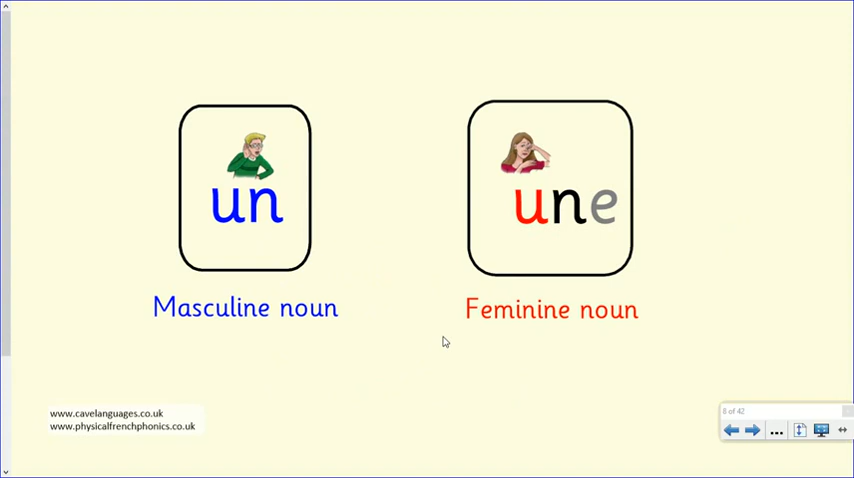 un
une
Masculine noun
Feminine noun
www.cavelanguages.co.uk
www.physicalfrenchphonics.co.uk
8 of 42
...